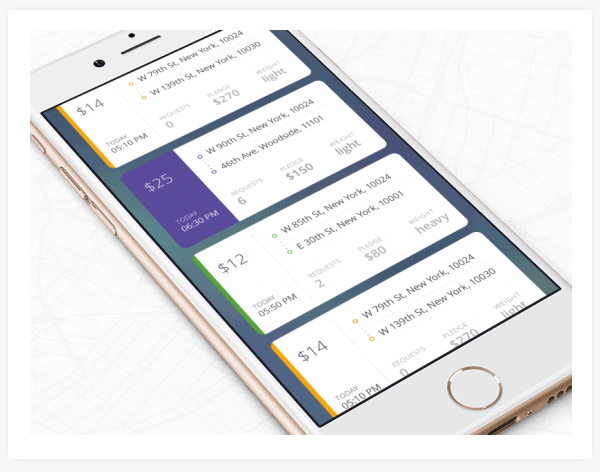 $14
TODAY
05:10 PM
W 79th St, New York, 10024
W 139th St, New York, 10030
REQUESTS
0
PLEDGE
$270
WEIGHT
light
$25
TODAY
06:30 PM
W 90th St, New York, 10024
46th Ave, Woodside, 11101
REQUESTS
6
PLEDGE
$150
WEIGHT
light
$12
TODAY
05:50 PM
W 85th St, New York, 10024
E 30th St, New York, 10001
REQUESTS
2
PLEDGE
$80
WEIGHT
heavy
$14
TODAY
05:10 PM
W 79th St, New York, 10024
W 139th St, New York, 10030
REQUESTS
0
PLEDGE
$270
WEIGHT
light